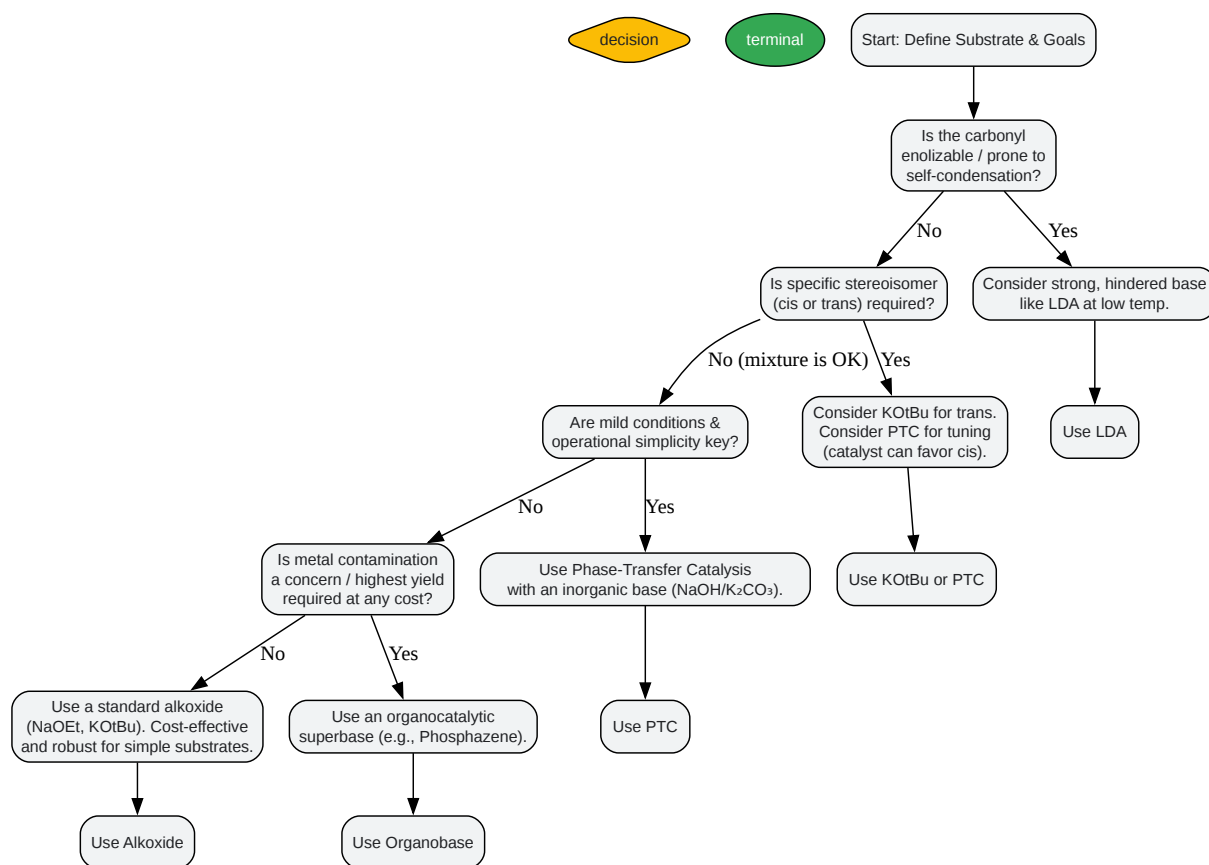 decision
terminal
Start: Define Substrate & Goals
Is the carbonyl
enolizable / prone to
self-condensation?
No
Yes
Is specific stereoisomer
(cis or trans) required?
Consider strong, hindered base
like LDA at low temp.
No (mixture is OK)
Yes
Are mild conditions &
operational simplicity key?
Consider KOtBu for trans.
Consider PTC for tuning
(catalyst can favor cis).
Use LDA
No
Yes
Is metal contamination
a concern / highest yield
required at any cost?
Use Phase-Transfer Catalysis
with an inorganic base (NaOH/K₂CO₃).
Use KOtBu or PTC
No
Yes
Use a standard alkoxide
(NaOEt, KOtBu). Cost-effective
and robust for simple substrates.
Use an organocatalytic
superbase (e.g., Phosphazene).
Use PTC
Use Alkoxide
Use Organobase